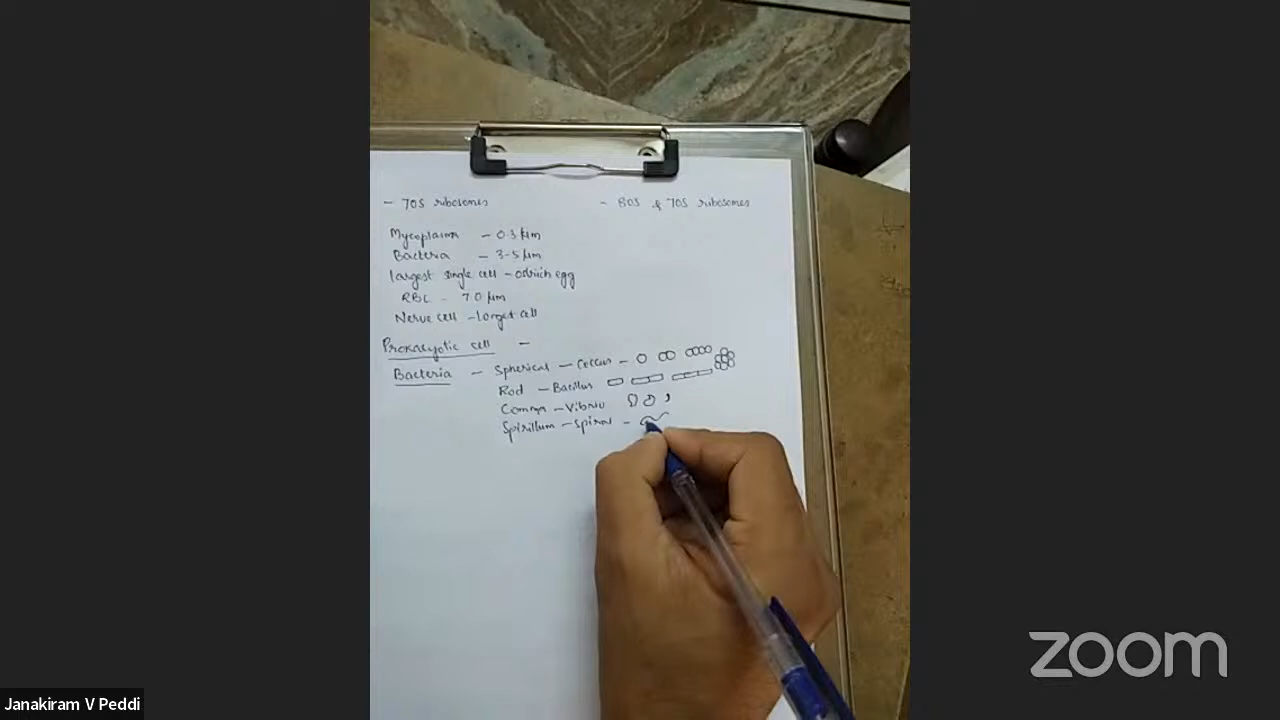 - 70S ribosomes - 80S & 70S ribosomes
Mycoplasma - 0.3 µm
Bacteria - 3-5 µm
largest single cell - ostrich egg
RBC - 7.0 µm
Nerve cell - longest cell
Prokaryotic cell -
Bacteria - Spherical - Coccus -
Rod - Bacillus
Comma - Vibrio
Spirillum - Spiral -
zoom
Janakiram V Peddi